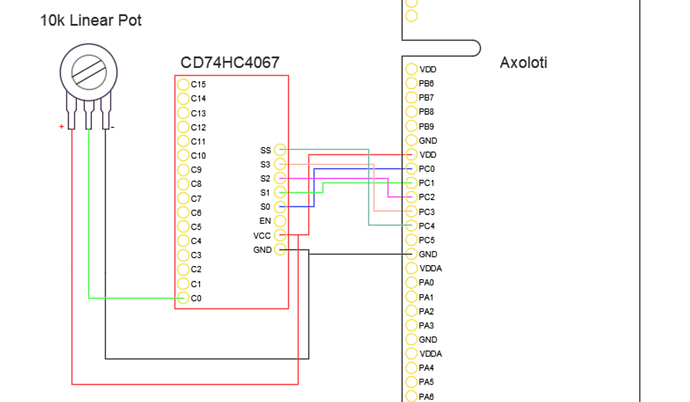 10k Linear Pot
+
-
CD74HC4067
C15
C14
C13
C12
C11
C10
C9
C8
C7
C6
C5
C4
C3
C2
C1
C0
SS
S3
S2
S1
S0
EN
VCC
GND
Axoloti
VDD
PB6
PB7
PB8
PB9
GND
VDD
PC0
PC1
PC2
PC3
PC4
PC5
GND
VDDA
PA0
PA1
PA2
PA3
GND
VDDA
PA4
PA5
PA6